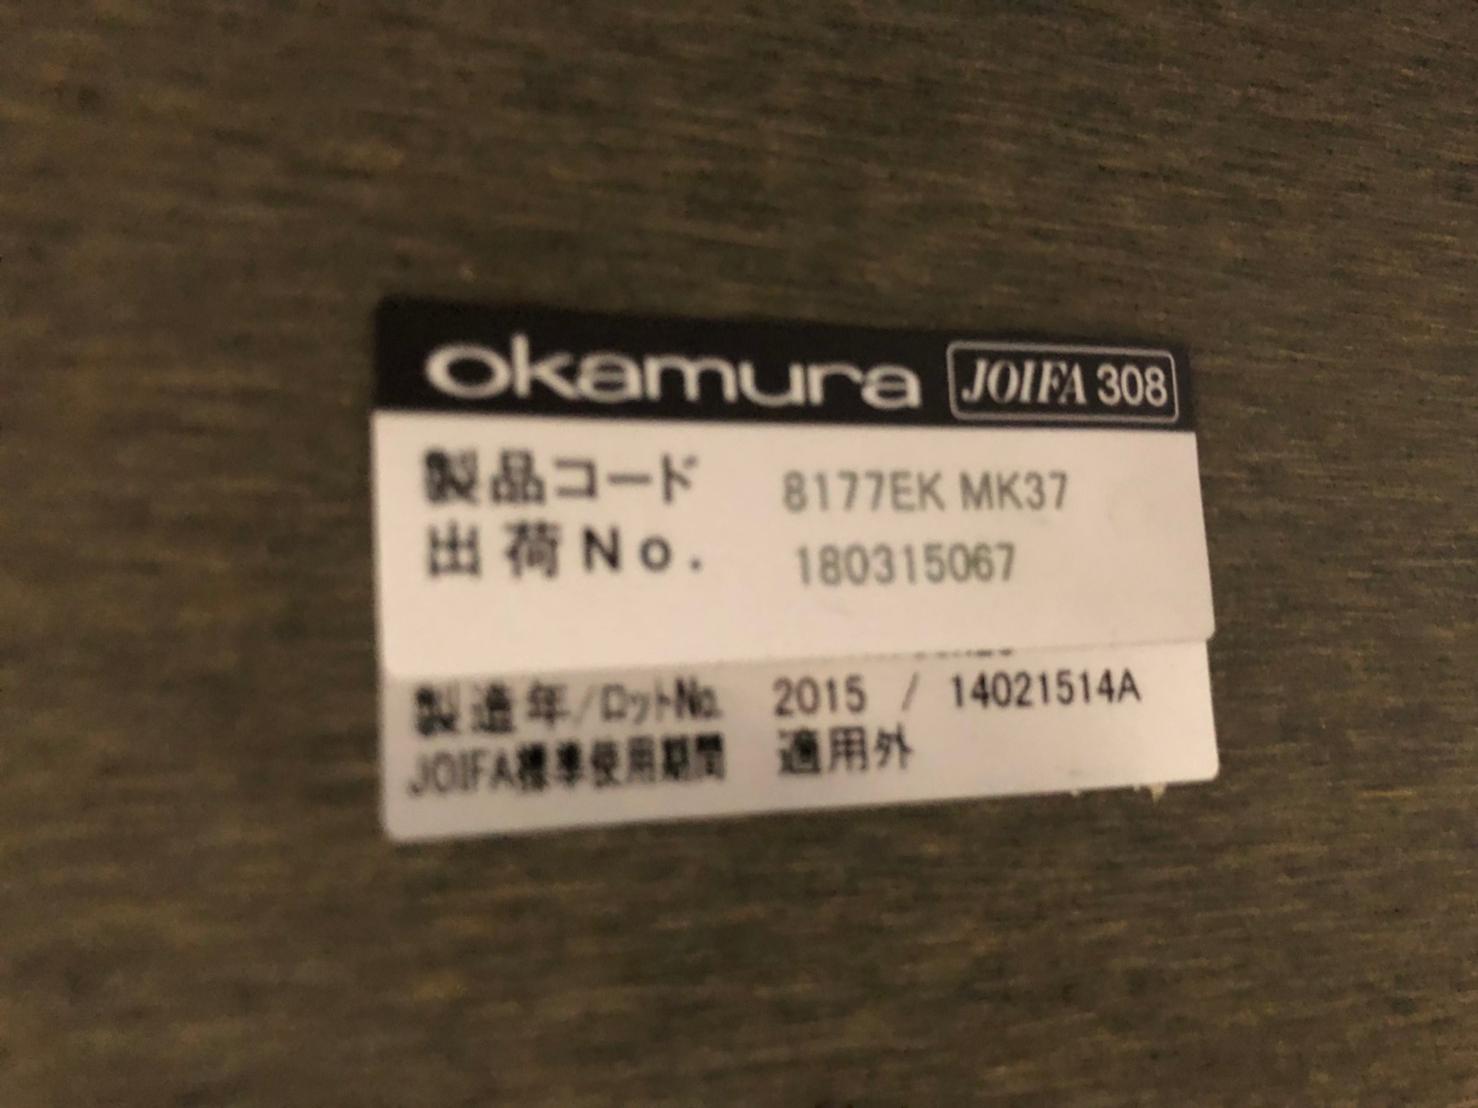 okamura JOIFA 308
製品コード 8177EK MK37
出荷No. 180315067
製造年/ロットNo. 2015 / 14021514A
JOIFA標準使用期間 適用外